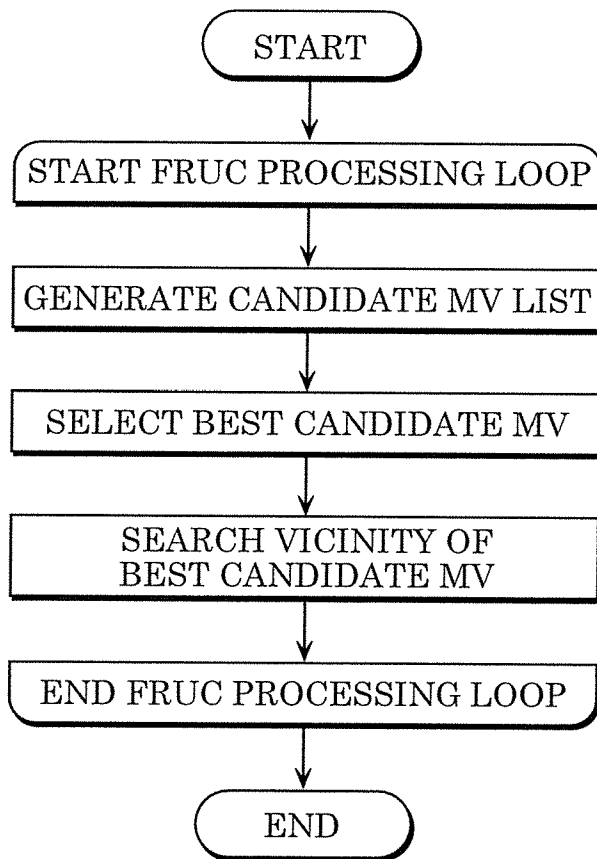 START
START FRUC PROCESSING LOOP
GENERATE CANDIDATE MV LIST
SELECT BEST CANDIDATE MV
SEARCH VICINITY OF
BEST CANDIDATE MV
END FRUC PROCESSING LOOP
END